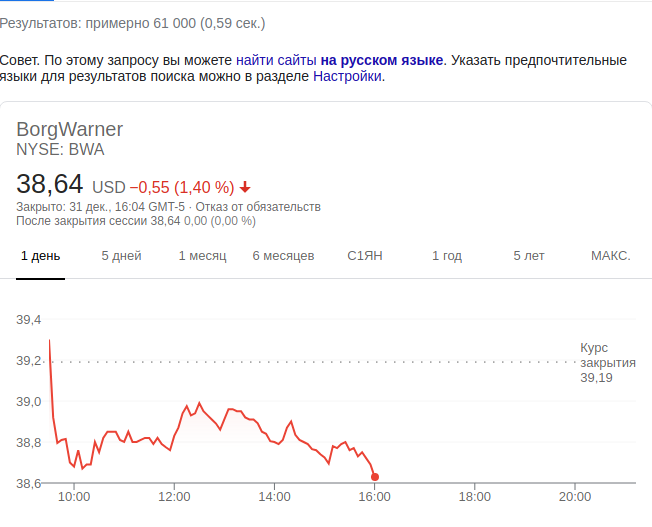 Результатов: примерно 61 000 (0,59 сек.)
Совет. По этому запросу вы можете найти сайты на русском языке. Указать предпочтительные
языки для результатов поиска можно в разделе Настройки.
BorgWarner
NYSE: BWA
38,64 USD −0,55 (1,40 %)
Закрыто: 31 дек., 16:04 GMT-5 · Отказ от обязательств
После закрытия сессии 38,64 0,00 (0,00 %)
1 день 5 дней 1 месяц 6 месяцев С1ЯН 1 год 5 лет МАКС.
39,4
39,2
39,0
38,8
38,6
Курс
закрытия
39,19
10:00 12:00 14:00 16:00 18:00 20:00